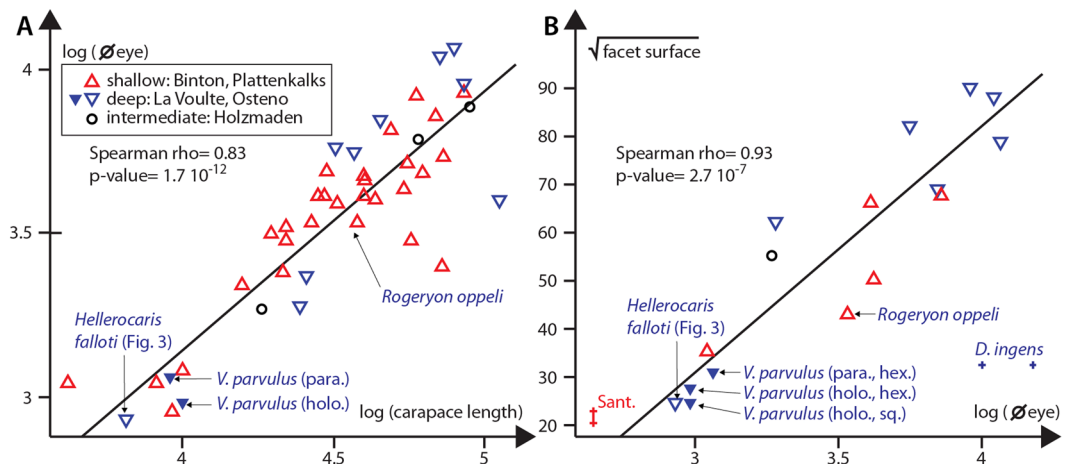 A
log (Ø eye)
4
3.5
3
shallow: Binton, Plattenkalks
deep: La Voulte, Osteno
intermediate: Holzmaden
Spearman rho= 0.83
p-value= 1.7 10⁻¹²
Rogeryon oppeli
Hellerocaris
falloti (Fig. 3)
V. parvulus (para.)
V. parvulus (holo.)
log (carapace length)
4
4.5
5
B
√facet surface
90
80
70
60
50
40
30
20
Spearman rho= 0.93
p-value= 2.7 10⁻⁷
Hellerocaris
falloti (Fig. 3)
Rogeryon oppeli
D. ingens
V. parvulus (para., hex.)
V. parvulus (holo., hex.)
V. parvulus (holo., sq.)
Sant.
log (Ø eye)
3
3.5
4